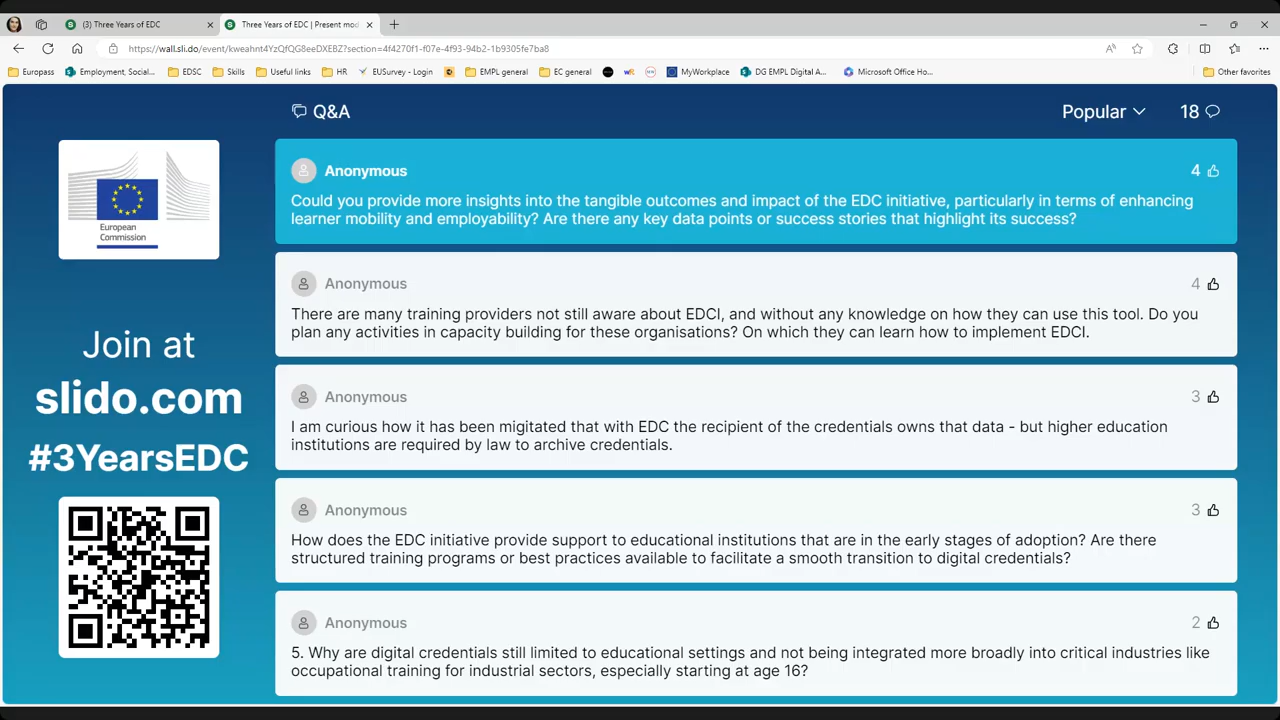 (3) Three Years of EDC
Three Years of EDC | Present mod
https://wall.sli.do/event/kweahnt4YzQfQG8eeDXEBZ?section=4f4270f1-f07e-4f93-94b2-1b9305fe7ba8
Europass
Employment, Social...
EDSC
Skills
Useful links
HR
EUSurvey - Login
EMPL general
EC general
MyWorkplace
DG EMPL Digital A...
Microsoft Office Ho...
Other favorites
Q&A
Popular
18
European
Commission
Join at
slido.com
#3YearsEDC
Anonymous
4
Could you provide more insights into the tangible outcomes and impact of the EDC initiative, particularly in terms of enhancing
learner mobility and employability? Are there any key data points or success stories that highlight its success?
Anonymous
4
There are many training providers not still aware about EDCI, and without any knowledge on how they can use this tool. Do you
plan any activities in capacity building for these organisations? On which they can learn how to implement EDCI.
Anonymous
3
I am curious how it has been migitated that with EDC the recipient of the credentials owns that data - but higher education
institutions are required by law to archive credentials.
Anonymous
3
How does the EDC initiative provide support to educational institutions that are in the early stages of adoption? Are there
structured training programs or best practices available to facilitate a smooth transition to digital credentials?
Anonymous
2
5. Why are digital credentials still limited to educational settings and not being integrated more broadly into critical industries like
occupational training for industrial sectors, especially starting at age 16?